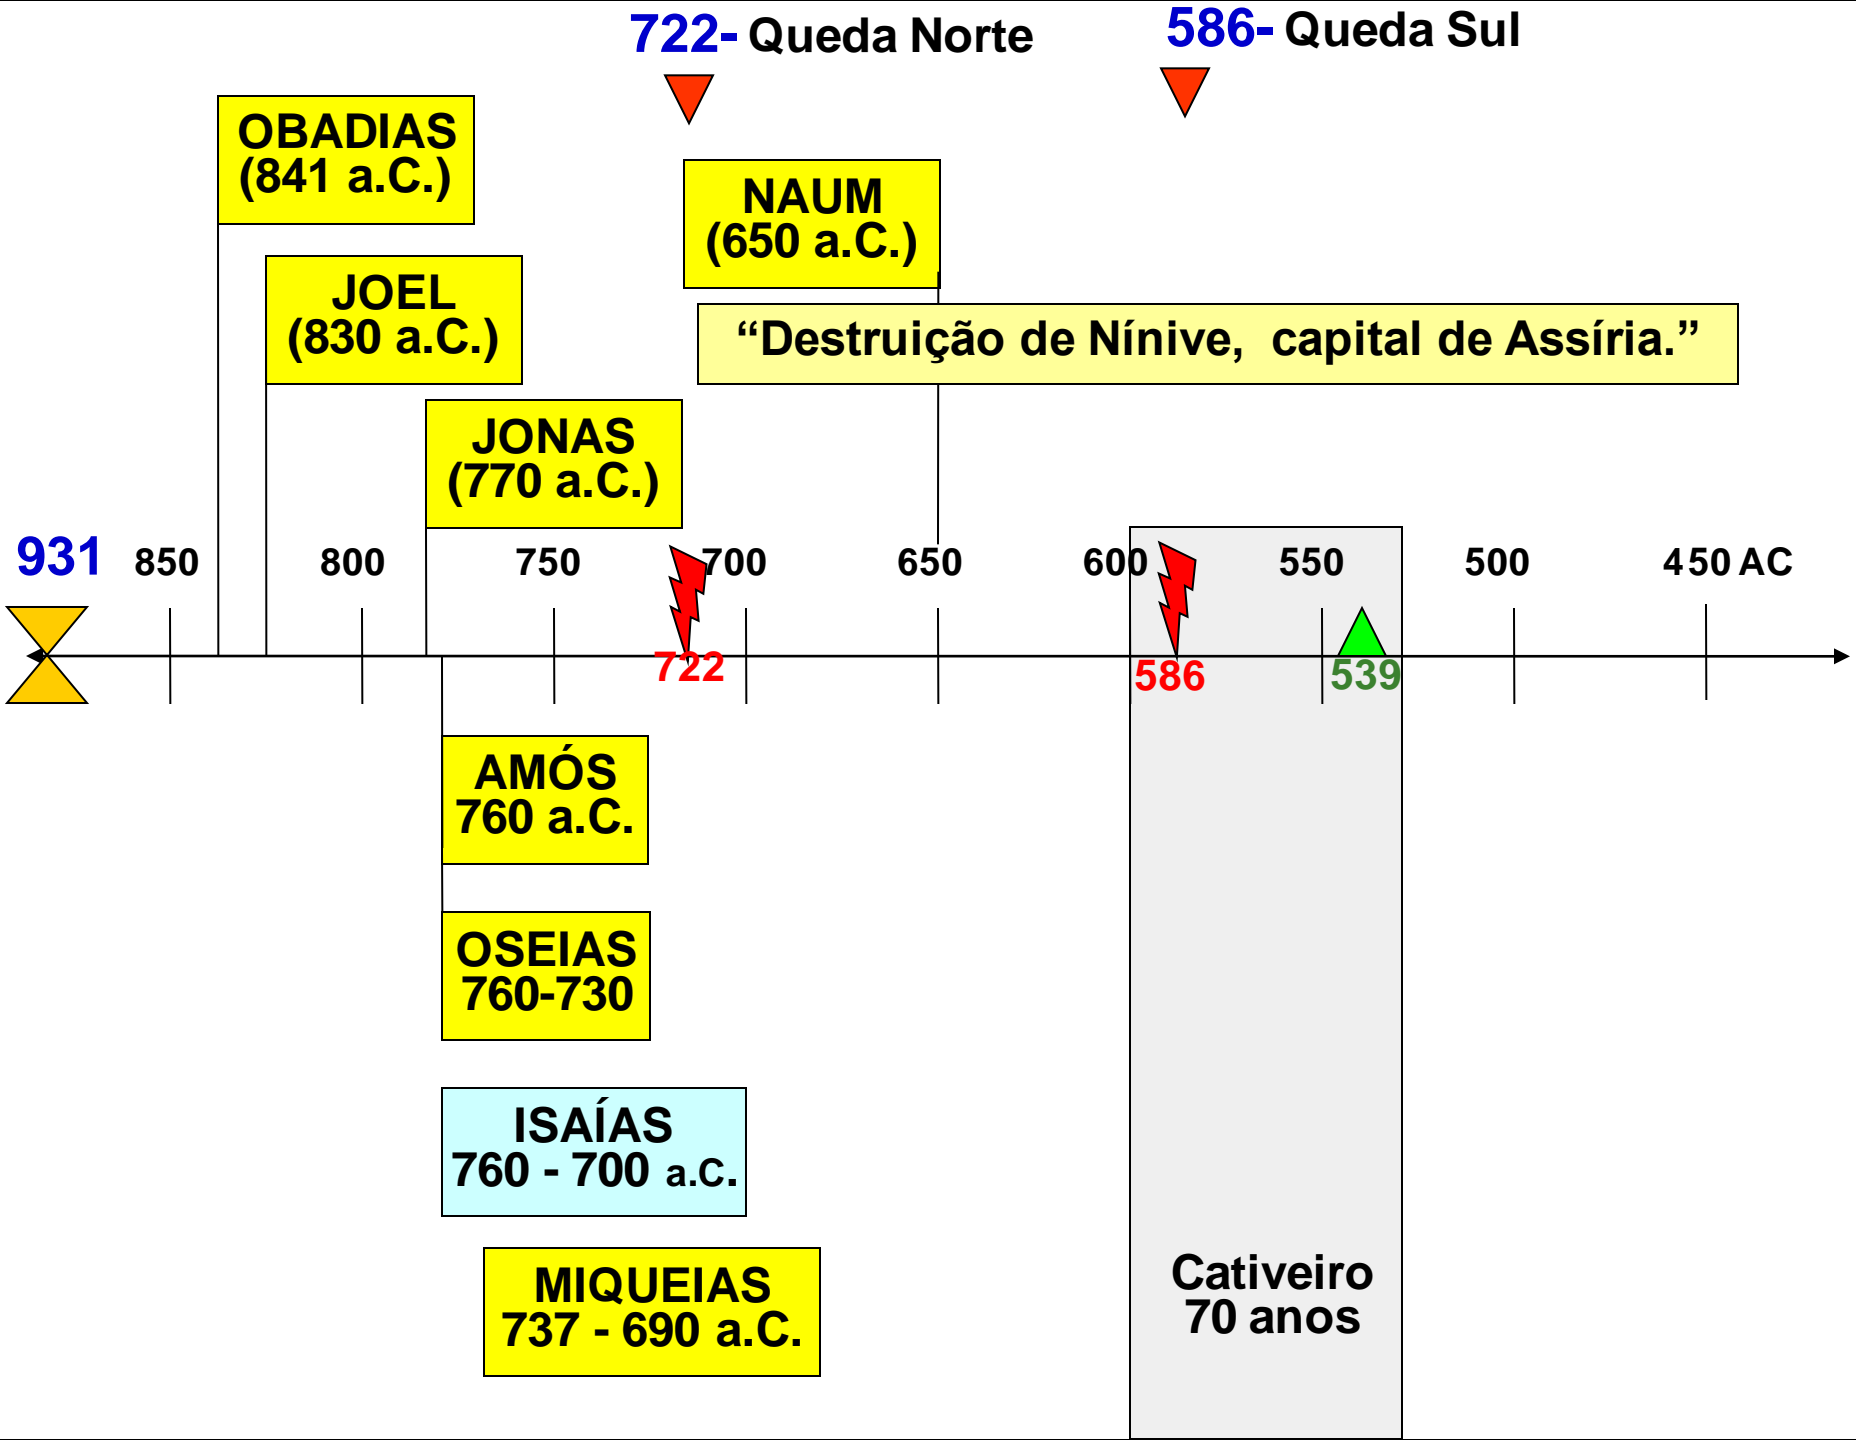 722- Queda Norte
586- Queda Sul
OBADIAS
(841 a.C.)
NAUM
(650 a.C.)
JOEL
(830 a.C.)
“Destruição de Nínive, capital de Assíria.”
JONAS
(770 a.C.)
931 850 800 750 700 650 600 550 500 450 AC
722 586 539
AMÓS
760 a.C.
OSEIAS
760-730
ISAÍAS
760 - 700 a.C.
MIQUEIAS
737 - 690 a.C.
Cativeiro
70 anos